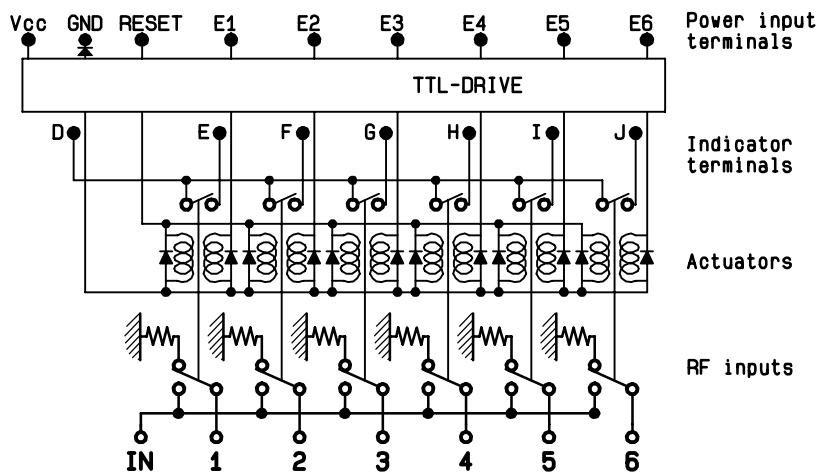 Vcc GND RESET E1 E2 E3 E4 E5 E6
Power input
terminals
TTL-DRIVE
D E F G H I J
Indicator
terminals
Actuators
RF inputs
IN 1 2 3 4 5 6